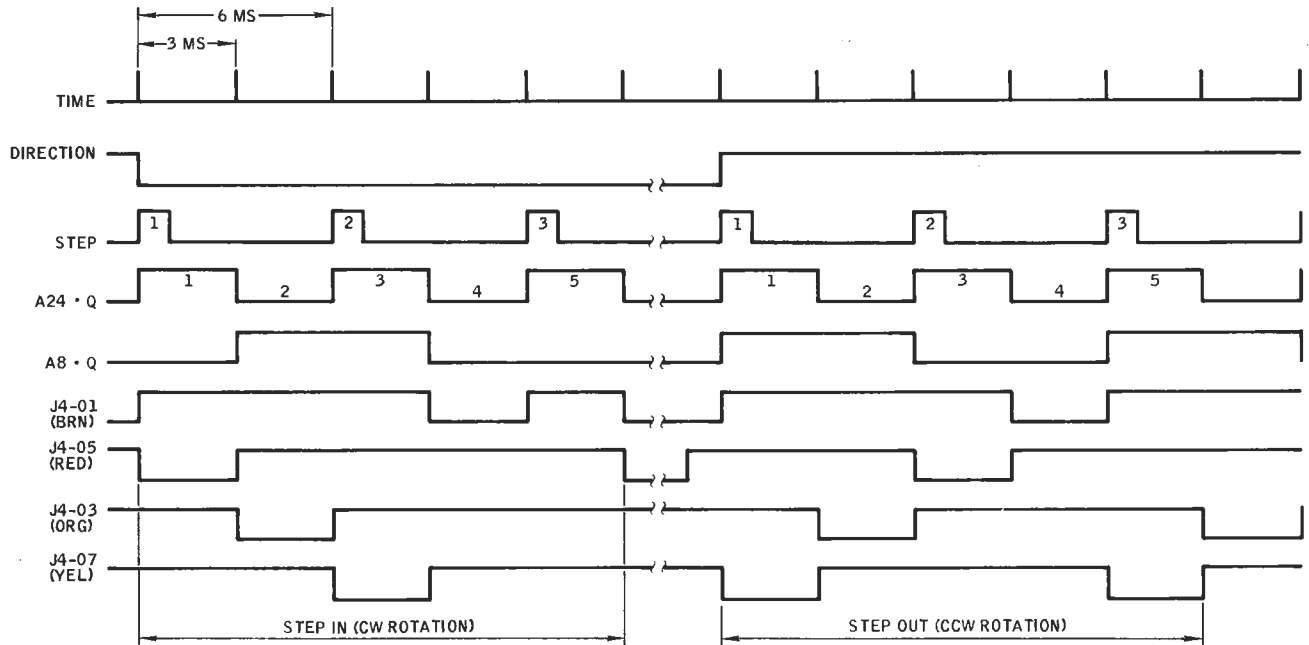 6 MS
3 MS
TIME
DIRECTION
1 2 3 1 2 3
STEP
1 2 3 4 5 1 2 3 4 5
A24 • Q
A8 • Q
J4-01
(BRN)
J4-05
(RED)
J4-03
(ORG)
J4-07
(YEL)
STEP IN (CW ROTATION) STEP OUT (CCW ROTATION)